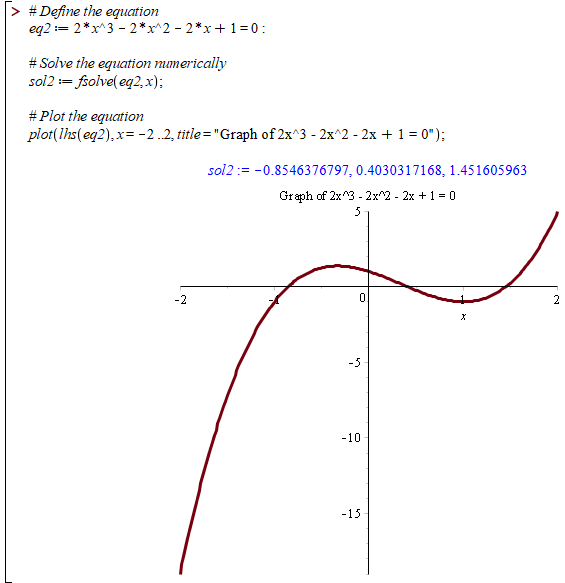 > # Define the equation
eq2 := 2*x^3 - 2*x^2 - 2*x + 1 = 0 :
# Solve the equation numerically
sol2 := fsolve(eq2, x);
# Plot the equation
plot(lhs(eq2), x = -2 ..2, title = "Graph of 2x^3 - 2x^2 - 2x + 1 = 0");
sol2 := -0.8546376797, 0.4030317168, 1.451605963
Graph of 2x^3 - 2x^2 - 2x + 1 = 0
5
-2 -1 0 1 2
x
-5
-10
-15